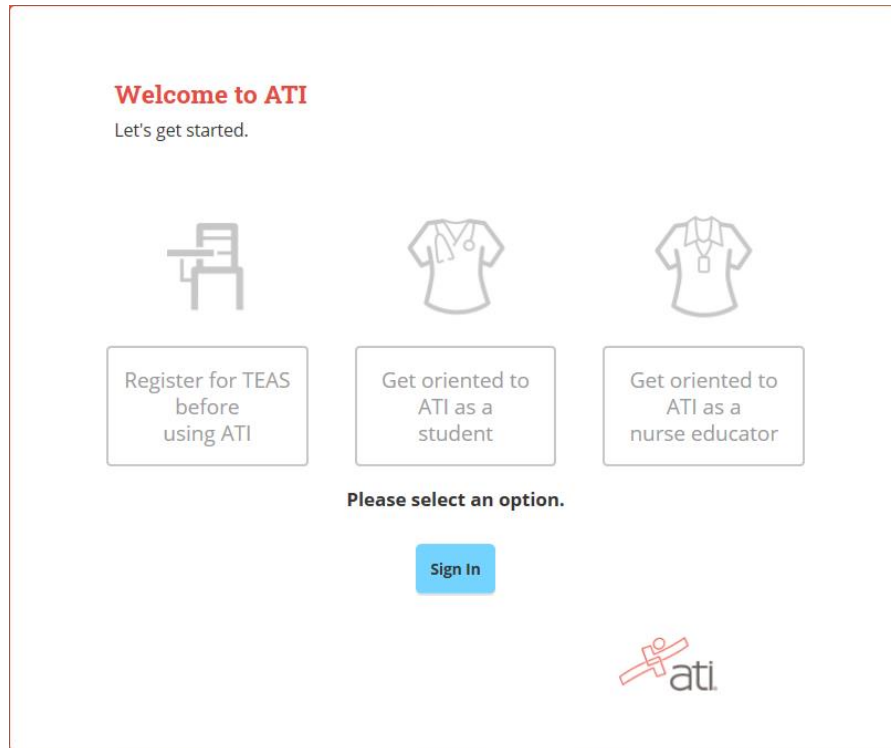 Welcome to ATI
Let's get started.
Register for TEAS
before
using ATI
Get oriented to
ATI as a
student
Get oriented to
ATI as a
nurse educator
Please select an option.
Sign In
ati